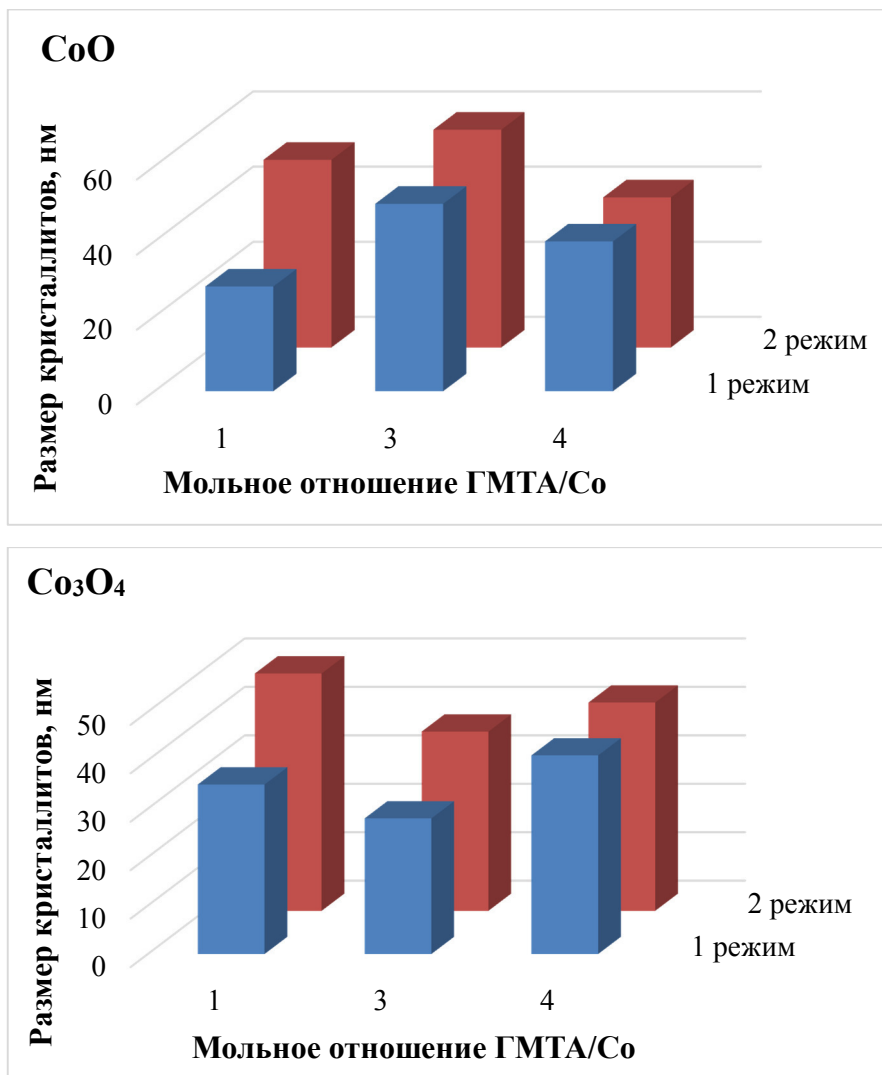 CoO
Размер кристаллитов, нм
60
40
20
0
2 режим
1 режим
1 3 4
Мольное отношение ГМТА/Co
Co₃O₄
Размер кристаллитов, нм
50
40
30
20
10
0
2 режим
1 режим
1 3 4
Мольное отношение ГМТА/Co